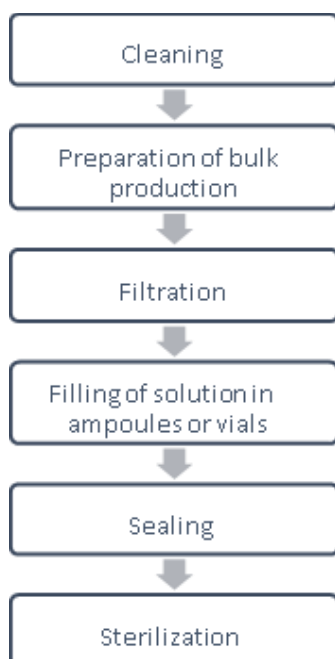 Cleaning
Preparation of bulk
production
Filtration
Filling of solution in
ampoules or vials
Sealing
Sterilization